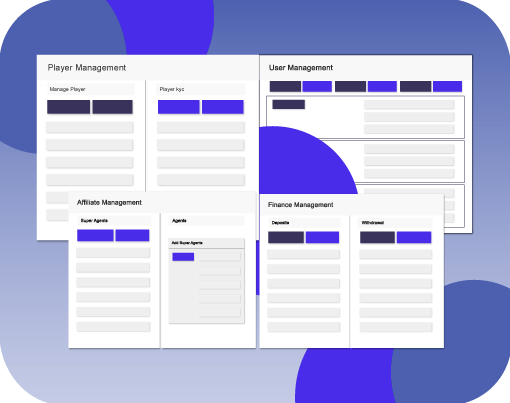 Player Management
Manage Player
Player kyc
User Management
Affiliate Management
Super Agents
Agents
Add Super Agents
Finance Management
Deposite
Withdrawal